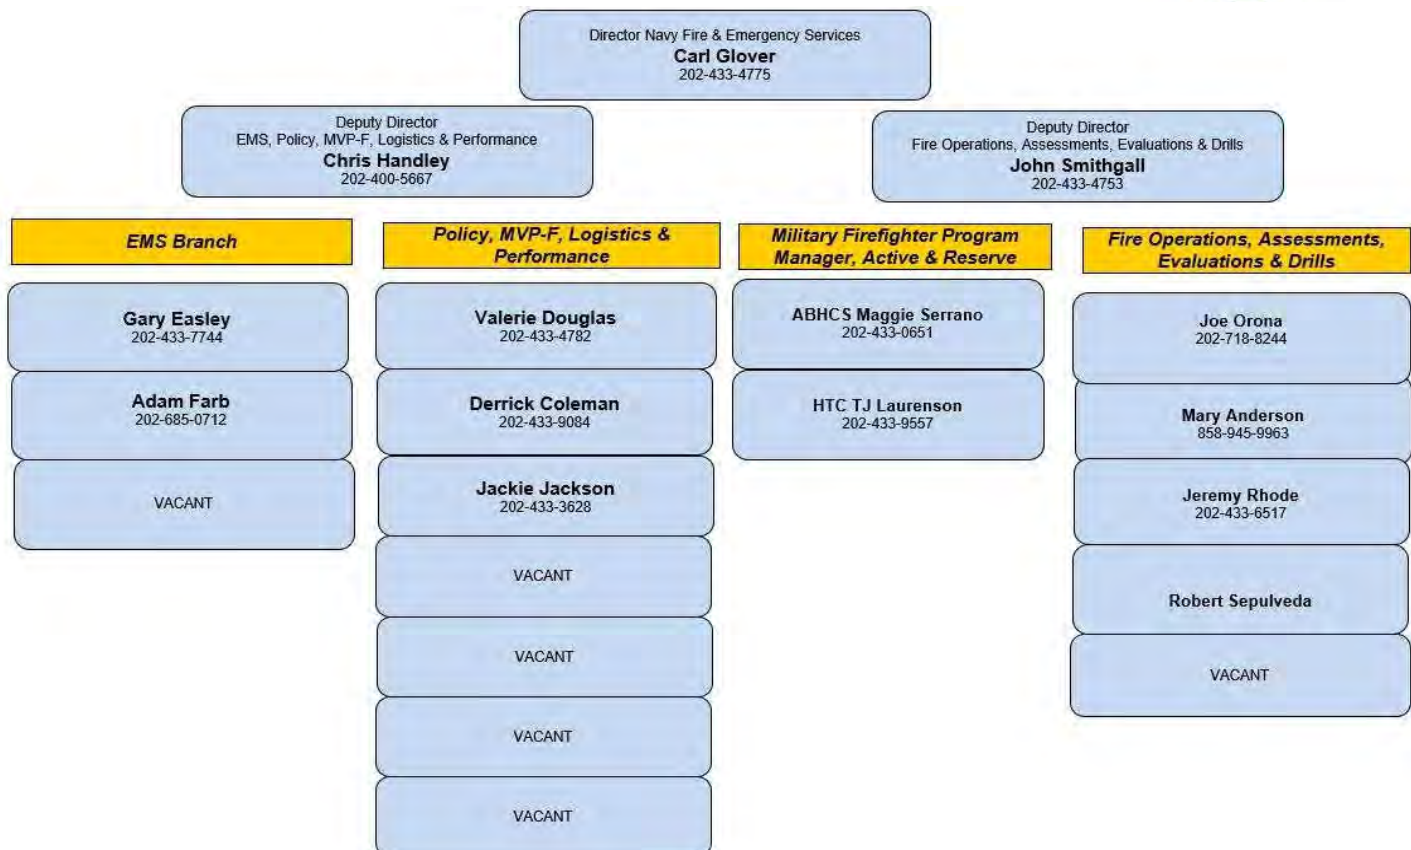 Director Navy Fire & Emergency Services
Carl Glover
202-433-4775
Deputy Director
EMS, Policy, MVP-F, Logistics & Performance
Chris Handley
202-400-5667
Deputy Director
Fire Operations, Assessments, Evaluations & Drills
John Smithgall
202-433-4753
EMS Branch
Gary Easley
202-433-7744
Adam Farb
202-685-0712
VACANT
Policy, MVP-F, Logistics &
Performance
Valerie Douglas
202-433-4782
Derrick Coleman
202-433-9084
Jackie Jackson
202-433-3628
VACANT
VACANT
VACANT
VACANT
Military Firefighter Program
Manager, Active & Reserve
ABHCS Maggie Serrano
202-433-0651
HTC TJ Laurenson
202-433-9557
Fire Operations, Assessments,
Evaluations & Drills
Joe Orona
202-718-8244
Mary Anderson
858-945-9963
Jeremy Rhode
202-433-6517
Robert Sepulveda
VACANT